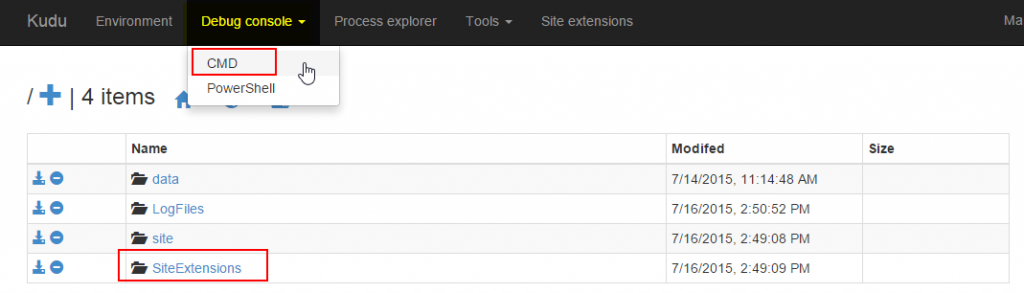 Kudu Environment Debug console Process explorer Tools Site extensions Ma
CMD
PowerShell
/ + | 4 items
Name Modifed Size
data 7/14/2015, 11:14:48 AM
LogFiles 7/16/2015, 2:50:52 PM
site 7/16/2015, 2:49:08 PM
SiteExtensions 7/16/2015, 2:49:09 PM